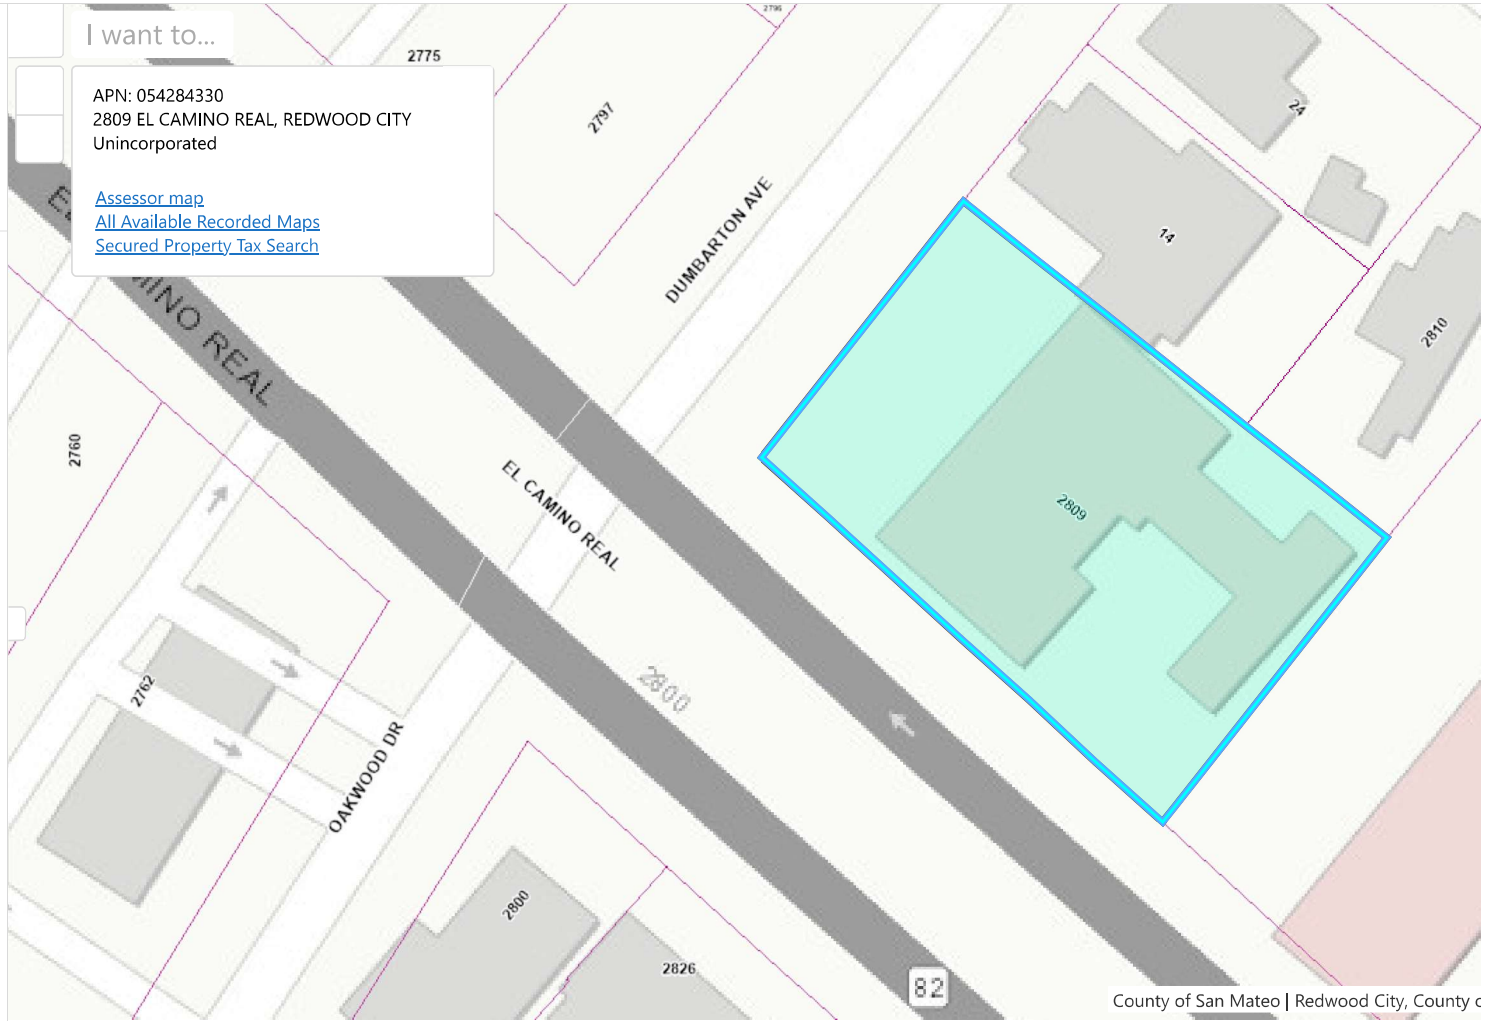 I want to...
2796
2775
APN: 054284330
2809 EL CAMINO REAL, REDWOOD CITY
Unincorporated
Assessor map
All Available Recorded Maps
Secured Property Tax Search
2797
24
DUMBARTON AVE
14
2810
MINO REAL
2760
EL CAMINO REAL
2809
2800
2762
OAKWOOD DR
2800
2826
82
County of San Mateo | Redwood City, County